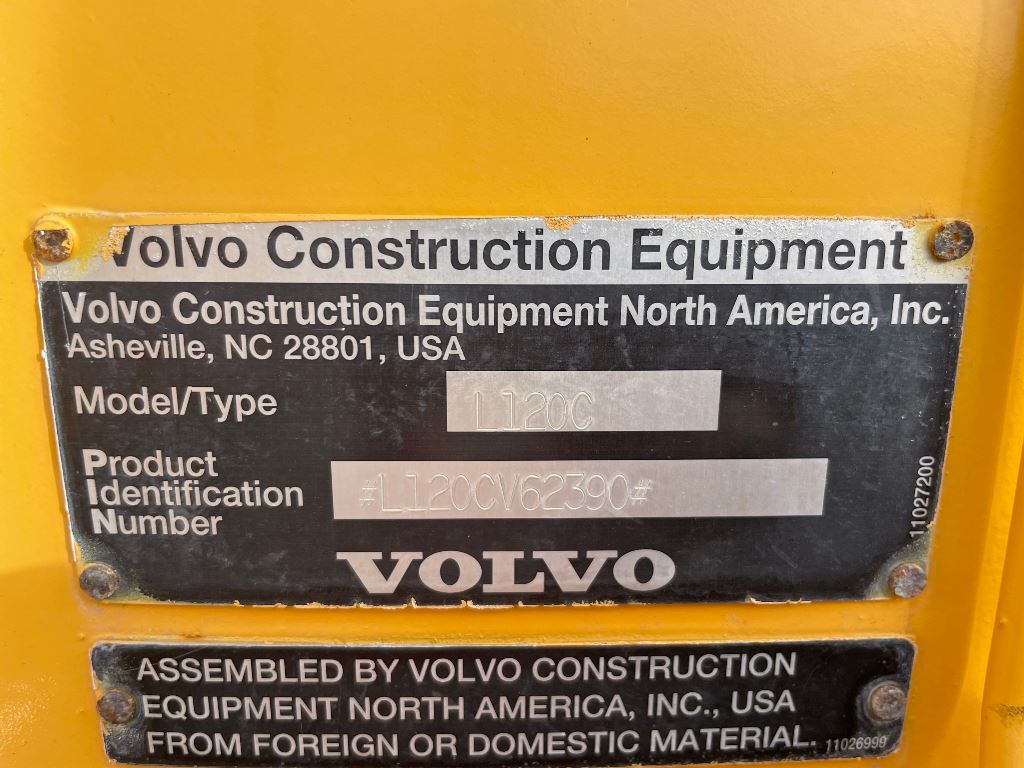 Volvo Construction Equipment
Volvo Construction Equipment North America, Inc.
Asheville, NC 28801, USA
Model/Type L120C
Product
Identification
Number
#L120CV62390#
11027200
VOLVO
ASSEMBLED BY VOLVO CONSTRUCTION
EQUIPMENT NORTH AMERICA, INC., USA
FROM FOREIGN OR DOMESTIC MATERIAL.
11026999